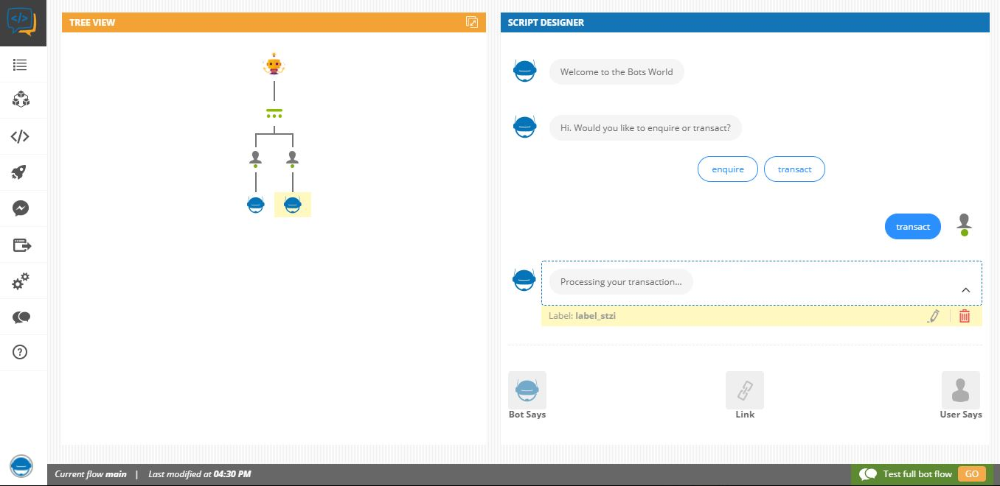 TREE VIEW
SCRIPT DESIGNER
Welcome to the Bots World
Hi. Would you like to enquire or transact?
enquire
transact
transact
Processing your transaction...
Label: label_stzi
Bot Says
Link
User Says
Current flow main | Last modified at 04:30 PM
Test full bot flow GO